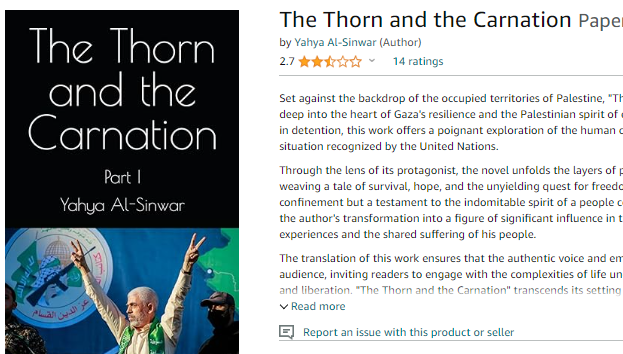 The Thorn
and the
Carnation
Part I
Yahya Al-Sinwar
عز الدين القسام
The Thorn and the Carnation Paper
by Yahya Al-Sinwar (Author)
2.7
14 ratings
Set against the backdrop of the occupied territories of Palestine, "Th
deep into the heart of Gaza's resilience and the Palestinian spirit of
in detention, this work offers a poignant exploration of the human
situation recognized by the United Nations.
Through the lens of its protagonist, the novel unfolds the layers of
weaving a tale of survival, hope, and the unyielding quest for freed
confinement but a testament to the indomitable spirit of a people
the author's transformation into a figure of significant influence in
experiences and the shared suffering of his people.
The translation of this work ensures that the authentic voice and em
audience, inviting readers to engage with the complexities of life un
and liberation. "The Thorn and the Carnation" transcends its setting
Read more
Report an issue with this product or seller